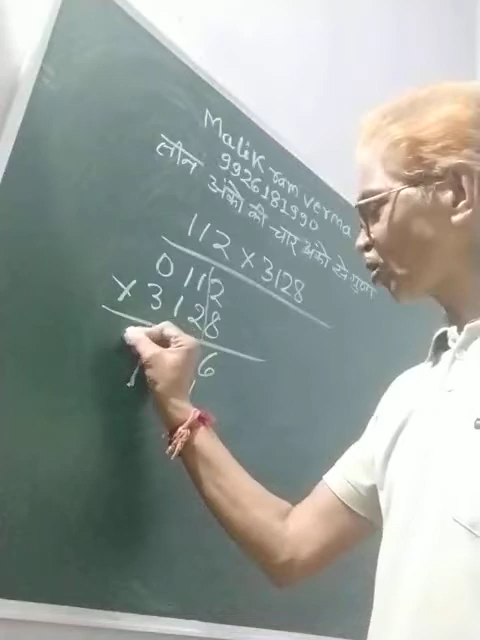 Malik ram verma
9926181990
तीन अंको की चार अंको से गुणा
112 × 3128
0112
× 3128
6